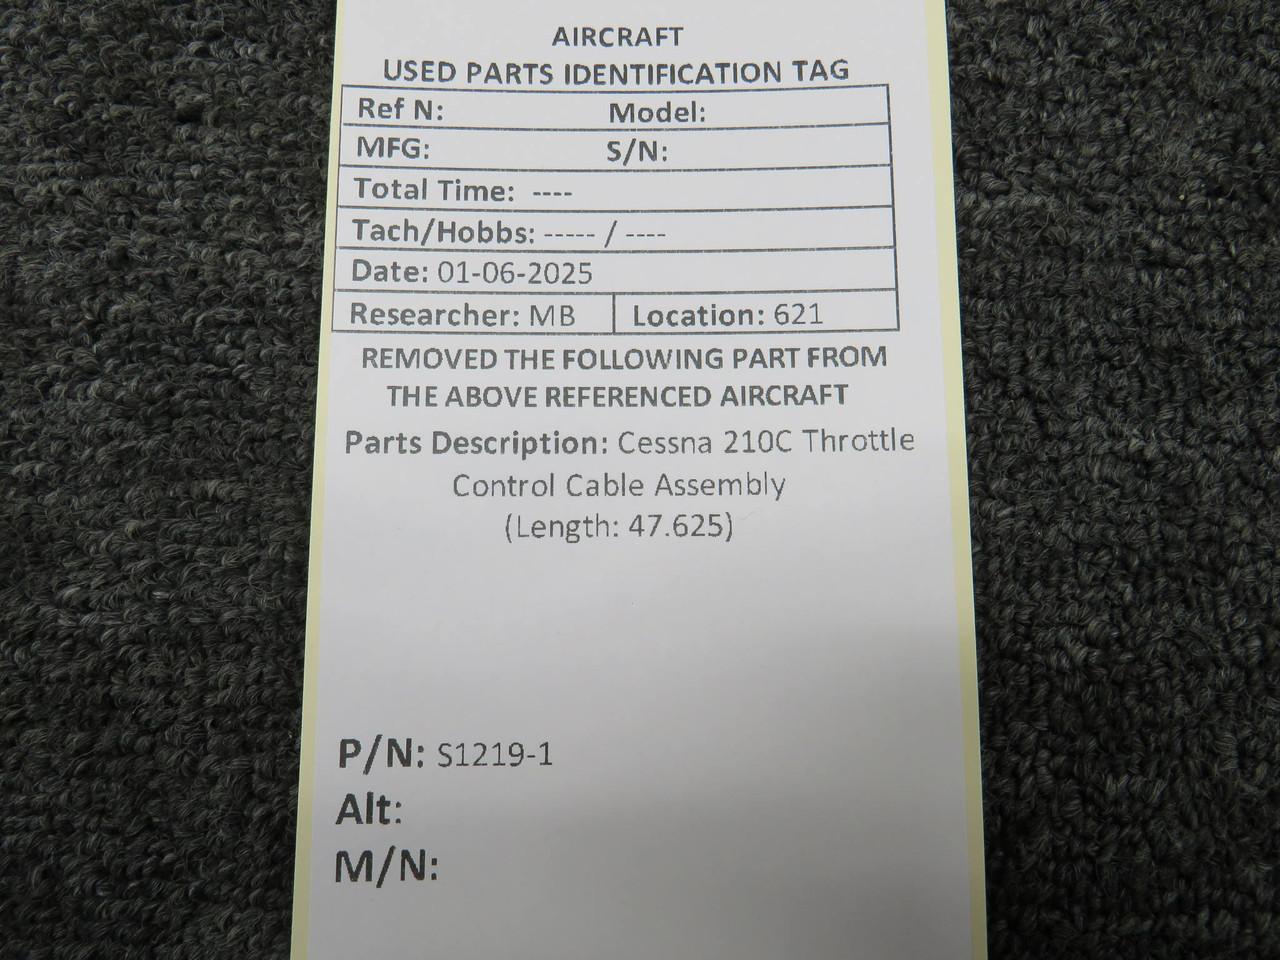 AIRCRAFT
USED PARTS IDENTIFICATION TAG
Ref N: Model:
MFG: S/N:
Total Time: ----
Tach/Hobbs: ----- / ----
Date: 01-06-2025
Researcher: MB Location: 621
REMOVED THE FOLLOWING PART FROM
THE ABOVE REFERENCED AIRCRAFT
Parts Description: Cessna 210C Throttle
Control Cable Assembly
(Length: 47.625)
P/N: S1219-1
Alt:
M/N: